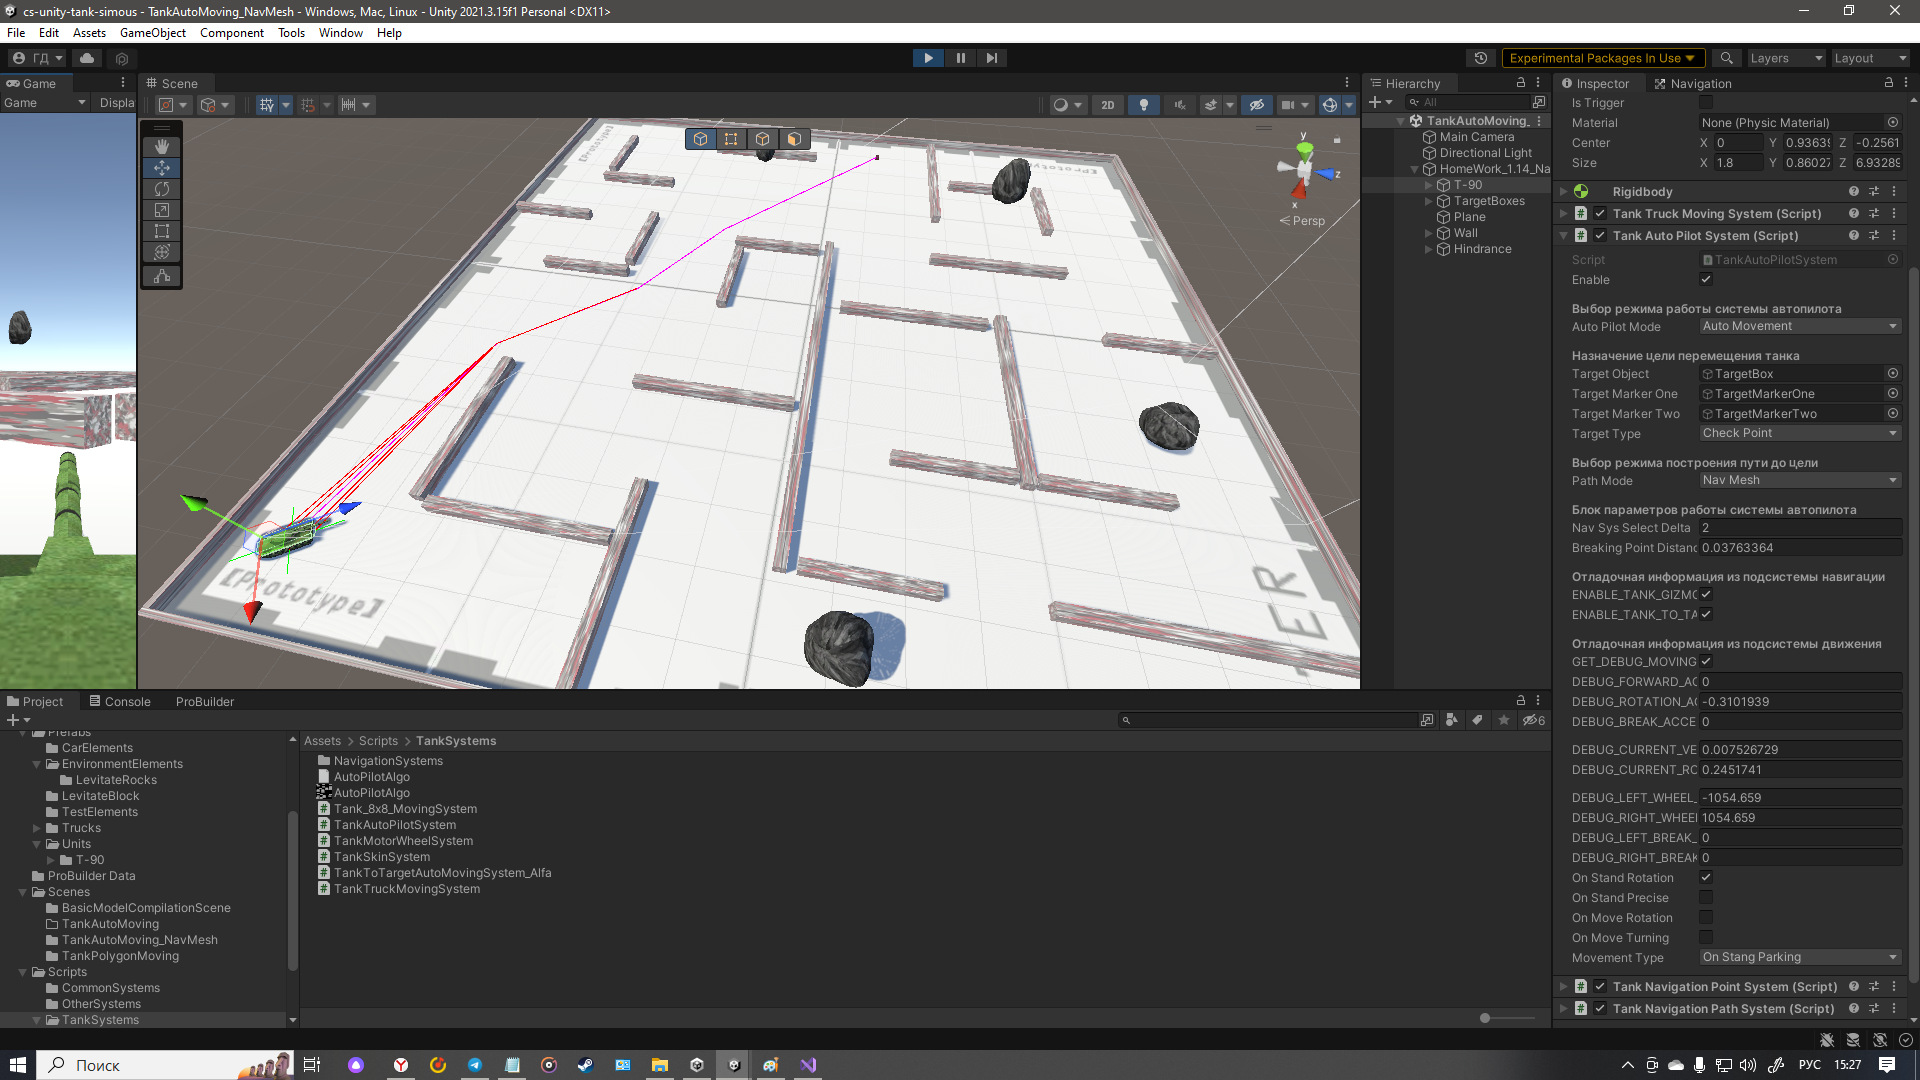 cs-unity-tank-simous - TankAutoMoving_NavMesh - Windows, Mac, Linux - Unity 2021.3.15f1 Personal <DX11>
File Edit Assets GameObject Component Tools Window Help
ГД
Experimental Packages In Use
Layers
Layout
Game
Game
Displa
Scene
2D
[Prototype]
[Prototype]
ER
y
z
x
Persp
Hierarchy
All
TankAutoMoving_
Main Camera
Directional Light
HomeWork_1.14_Na
T-90
TargetBoxes
Plane
Wall
Hindrance
Inspector
Navigation
Is Trigger
Material None (Physic Material)
Center X 0 Y 0.9363 Z -0.2561
Size X 1.8 Y 0.86027 Z 6.93289
Rigidbody
Tank Truck Moving System (Script)
Tank Auto Pilot System (Script)
Script TankAutoPilotSystem
Enable
Выбор режима работы системы автопилота
Auto Pilot Mode Auto Movement
Назначение цели перемещения танка
Target Object TargetBox
Target Marker One TargetMarkerOne
Target Marker Two TargetMarkerTwo
Target Type Check Point
Выбор режима построения пути до цели
Path Mode Nav Mesh
Блок параметров работы системы автопилота
Nav Sys Select Delta 2
Breaking Point Distanc 0.03763364
Отладочная информация из подсистемы навигации
ENABLE_TANK_GIZMO
ENABLE_TANK_TO_TA
Отладочная информация из подсистемы движения
GET_DEBUG_MOVING
DEBUG_FORWARD_AC 0
DEBUG_ROTATION_AC -0.3101939
DEBUG_BREAK_ACCE 0
DEBUG_CURRENT_VE 0.007526729
DEBUG_CURRENT_RO 0.2451741
DEBUG_LEFT_WHEEL_ -1054.659
DEBUG_RIGHT_WHEEL 1054.659
DEBUG_LEFT_BREAK_ 0
DEBUG_RIGHT_BREAK 0
On Stand Rotation
On Stand Precise
On Move Rotation
On Move Turning
Movement Type On Stang Parking
Tank Navigation Point System (Script)
Tank Navigation Path System (Script)
Project
Console
ProBuilder
6
Prefabs
CarElements
EnvironmentElements
LevitateRocks
LevitateBlock
TestElements
Trucks
Units
T-90
ProBuilder Data
Scenes
BasicModelCompilationScene
TankAutoMoving
TankAutoMoving_NavMesh
TankPolygonMoving
Scripts
CommonSystems
OtherSystems
TankSystems
Assets > Scripts > TankSystems
NavigationSystems
AutoPilotAlgo
AutoPilotAlgo
Tank_8x8_MovingSystem
TankAutoPilotSystem
TankMotorWheelSystem
TankSkinSystem
TankToTargetAutoMovingSystem_Alfa
TankTruckMovingSystem
Поиск
РУС
15:27